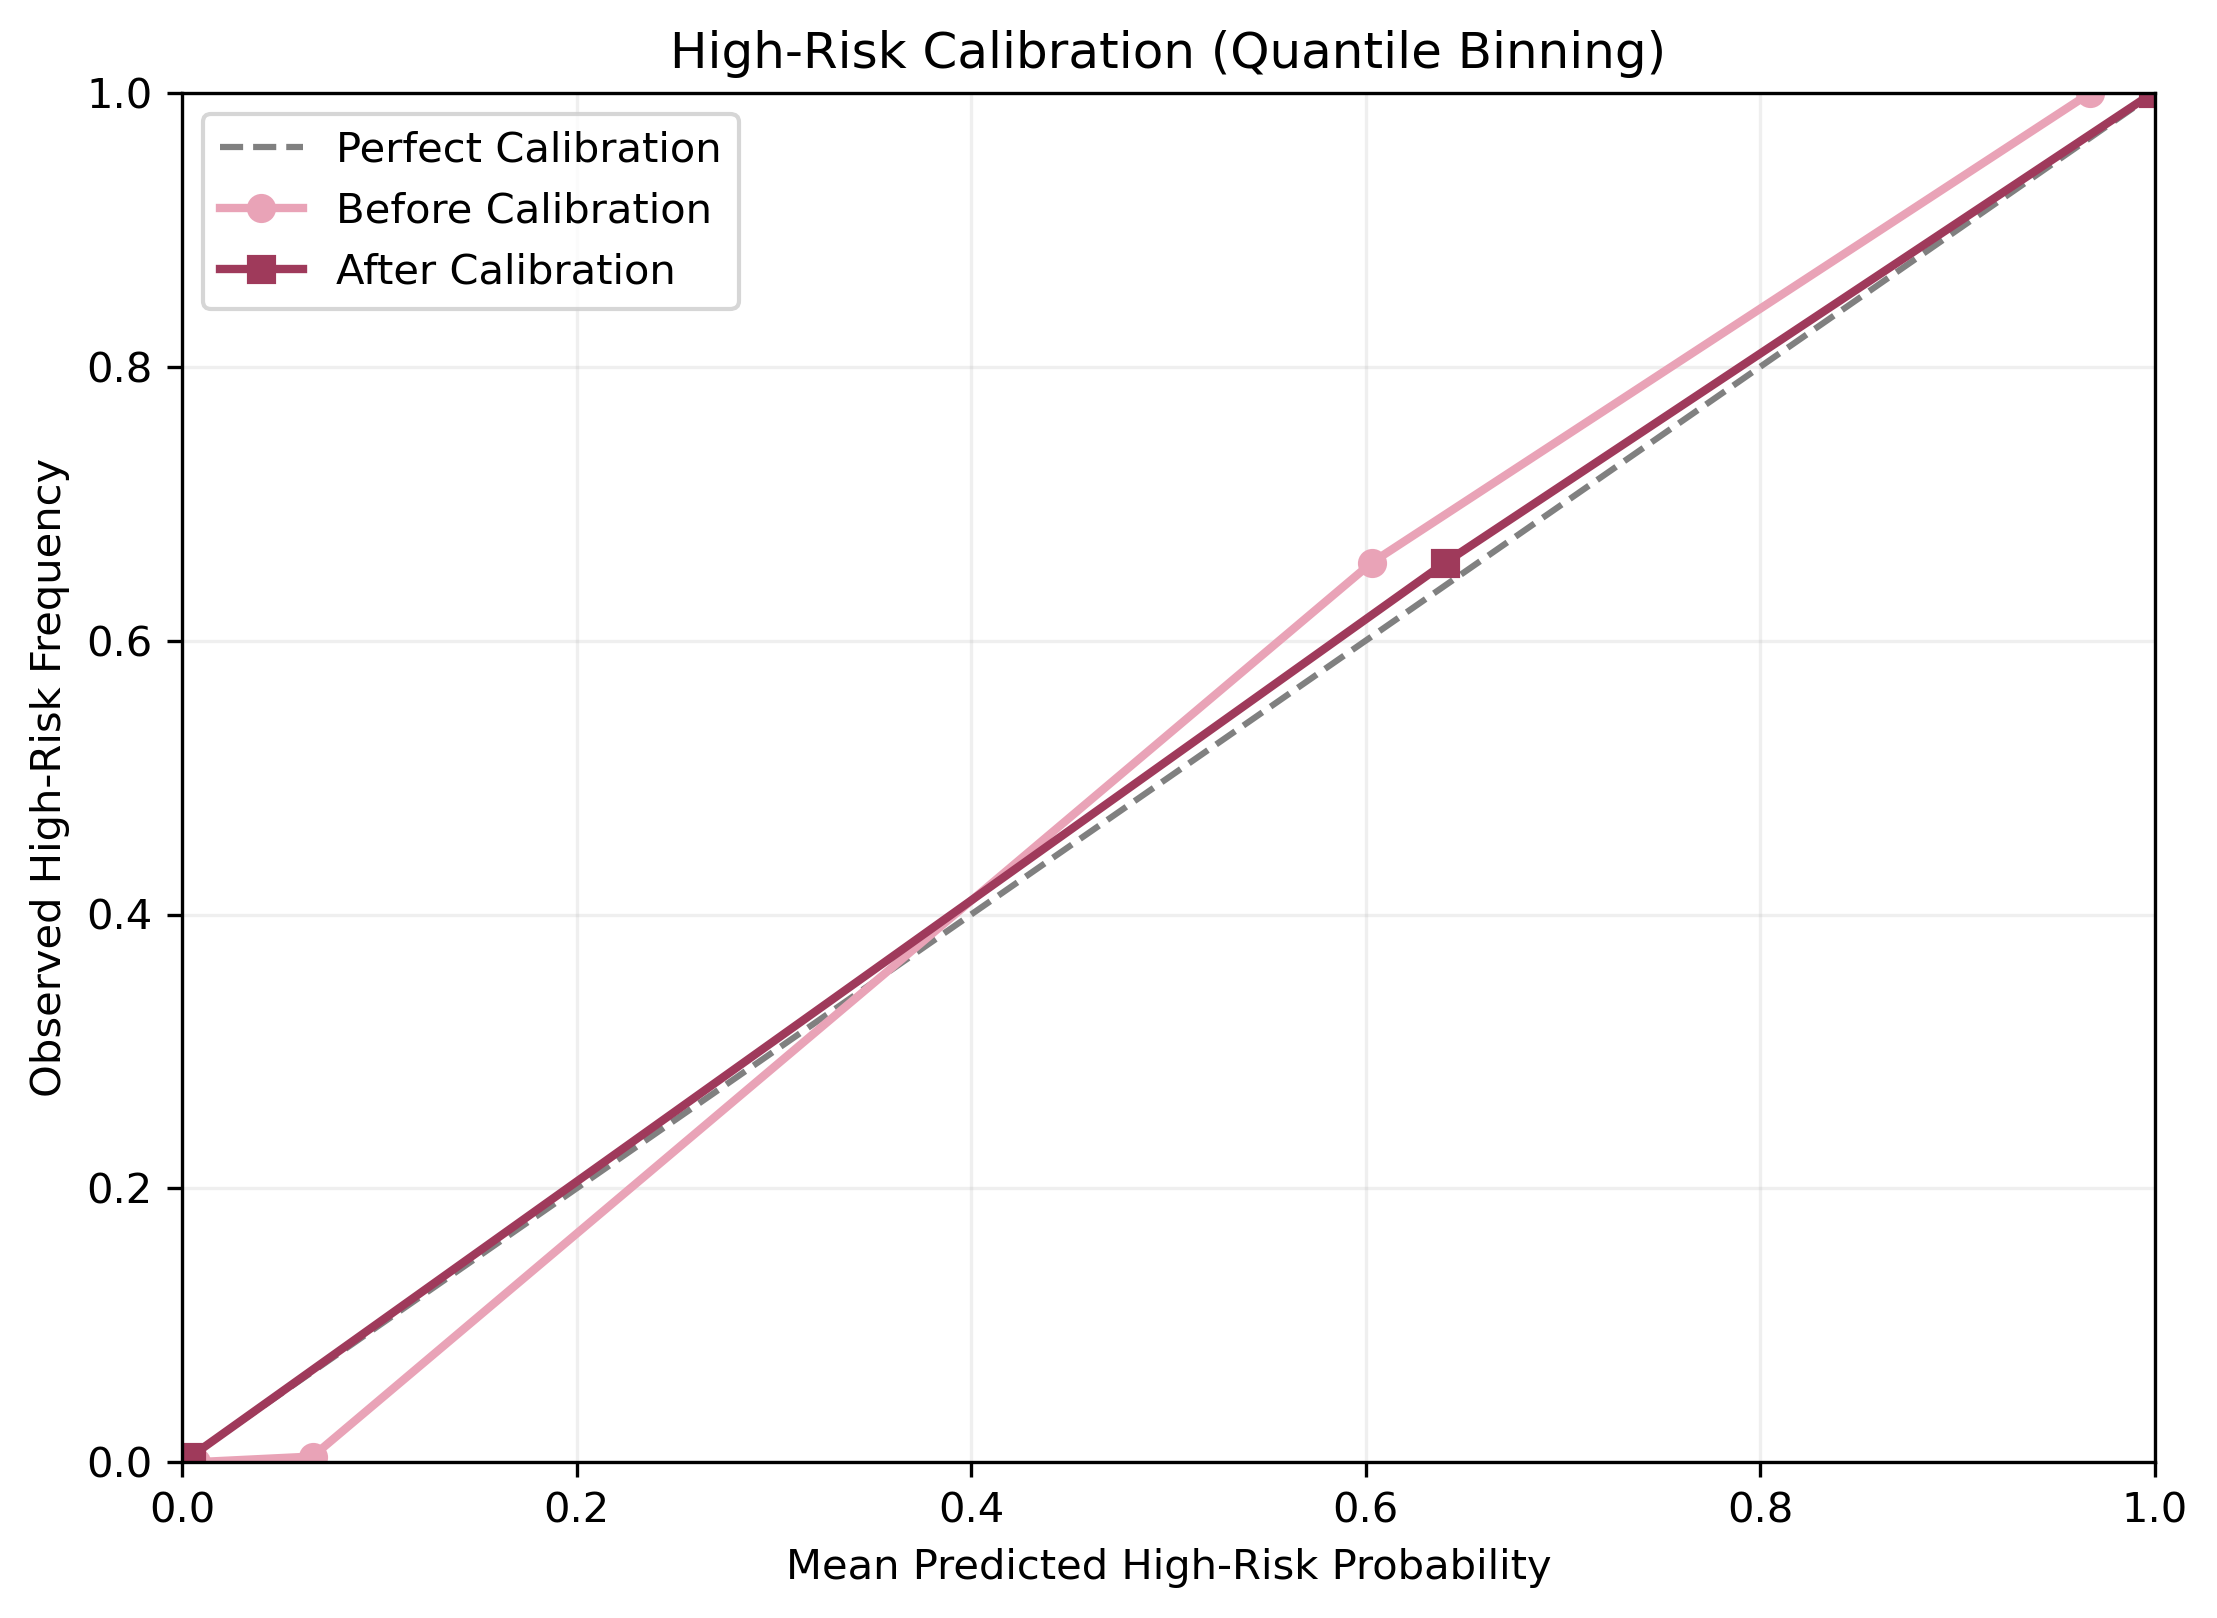 High-Risk Calibration (Quantile Binning)
Perfect Calibration
Before Calibration
After Calibration
Observed High-Risk Frequency
1.0
0.8
0.6
0.4
0.2
0.0
0.0 0.2 0.4 0.6 0.8 1.0
Mean Predicted High-Risk Probability